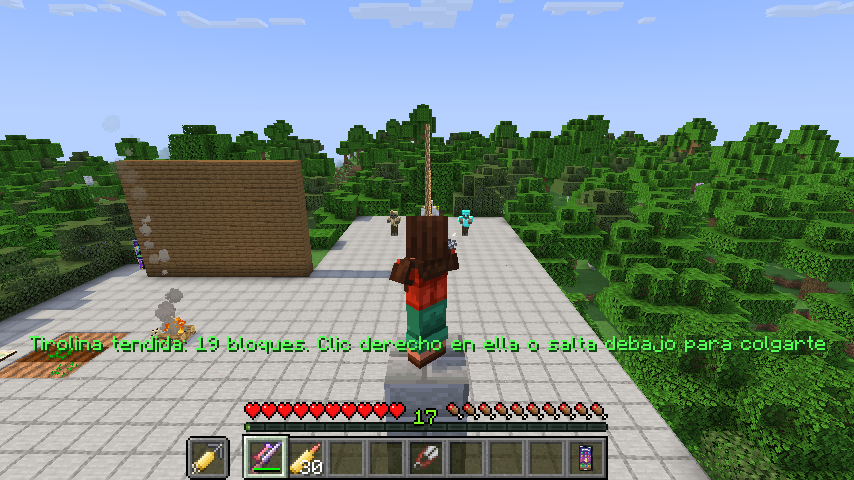 Tirolina tendida: 19 bloques. Clic derecho en ella o salta debajo para colgarte
17
30